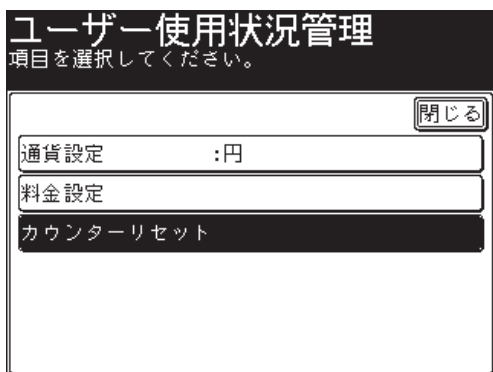 ユーザー使用状況管理
項目を選択してください。
閉じる
通貨設定 :円
料金設定
カウンターリセット